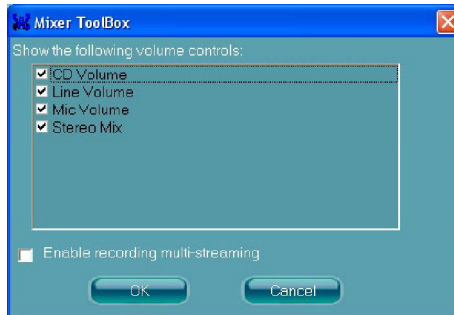 Mixer ToolBox
Show the following volume controls:
CD Volume
Line Volume
Mic Volume
Stereo Mix
Enable recording multi-streaming
OK
Cancel